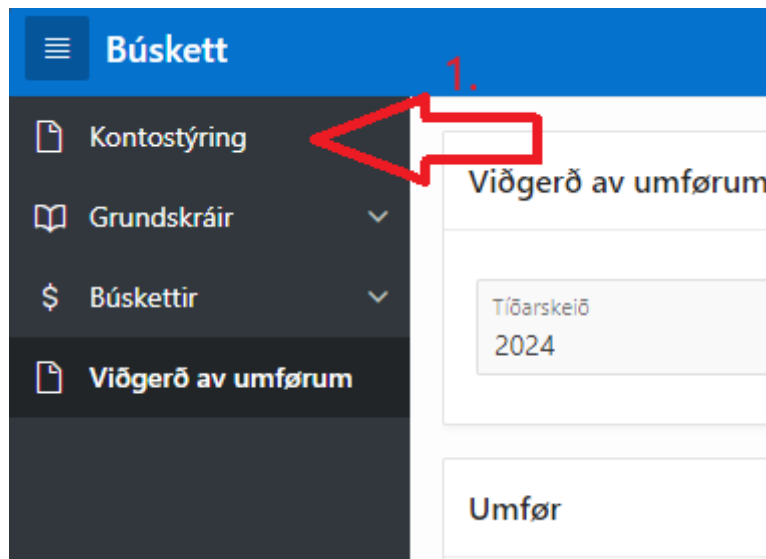 Búskett
1.
Kontostýring
Grundskráir
Búskettir
Viðgerð av umførum
Viðgerð av umførum
Tíðarskeið
2024
Umfør